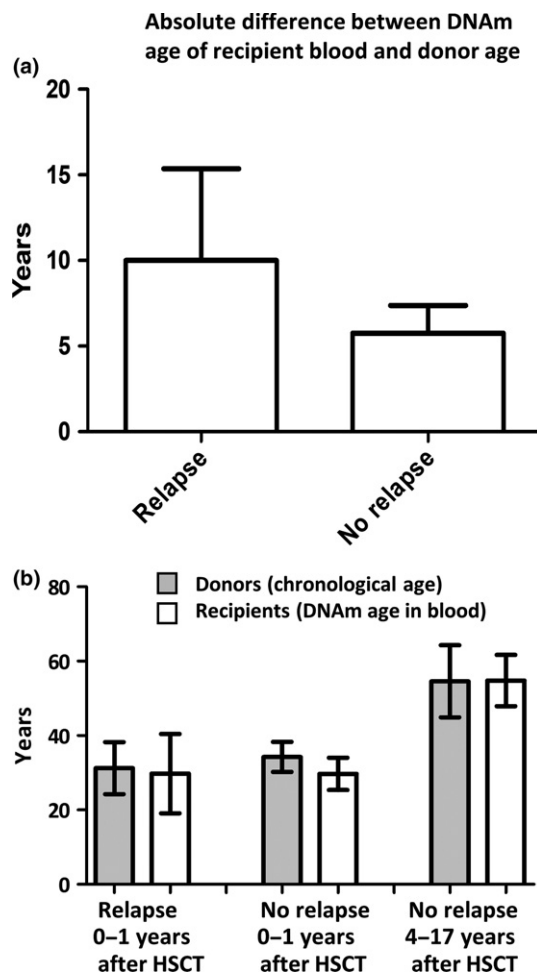 Absolute difference between DNAm
age of recipient blood and donor age
(a)
20
15
10
5
0
Years
Relapse
No relapse
(b)
80
60
40
20
0
Years
Donors (chronological age)
Recipients (DNAm age in blood)
Relapse
0–1 years
after HSCT
No relapse
0–1 years
after HSCT
No relapse
4–17 years
after HSCT